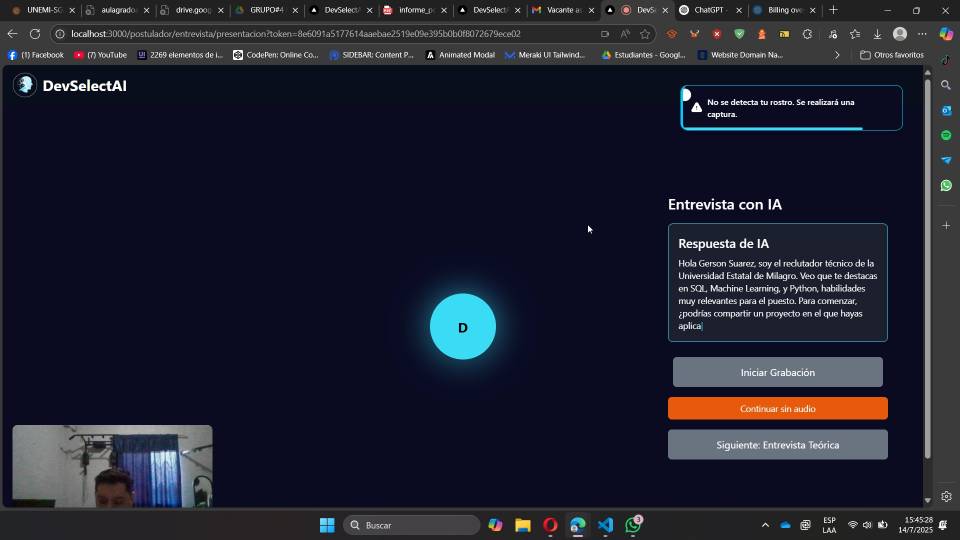 UNEMI-SG
aulagrado
drive.goog
GRUPO#4
DevSelectA
informe_p
DevSelectA
Vacante as
DevSe
ChatGPT
Billing ove
localhost:3000/postulador/entrevista/presentacion?token=8e6091a5177614aaebae2519e09e395b0b0f8072679ece02
(1) Facebook
(7) YouTube
2269 elementos de i...
CodePen: Online Co...
SIDEBAR: Content P...
Animated Modal
Meraki UI Tailwind...
Estudiantes - Googl...
Website Domain Na...
Otros favoritos
DevSelectAI
No se detecta tu rostro. Se realizará una
captura.
Entrevista con IA
Respuesta de IA
Hola Gerson Suarez, soy el reclutador técnico de la
Universidad Estatal de Milagro. Veo que te destacas
en SQL, Machine Learning, y Python, habilidades
muy relevantes para el puesto. Para comenzar,
¿podrías compartir un proyecto en el que hayas
aplica
D
Iniciar Grabación
Continuar sin audio
Siguiente: Entrevista Teórica
Buscar
3
ESP
LAA
15:45:28
14/7/2025